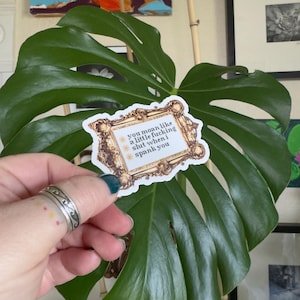 you moan like
a little fucking
slut when i
spank you